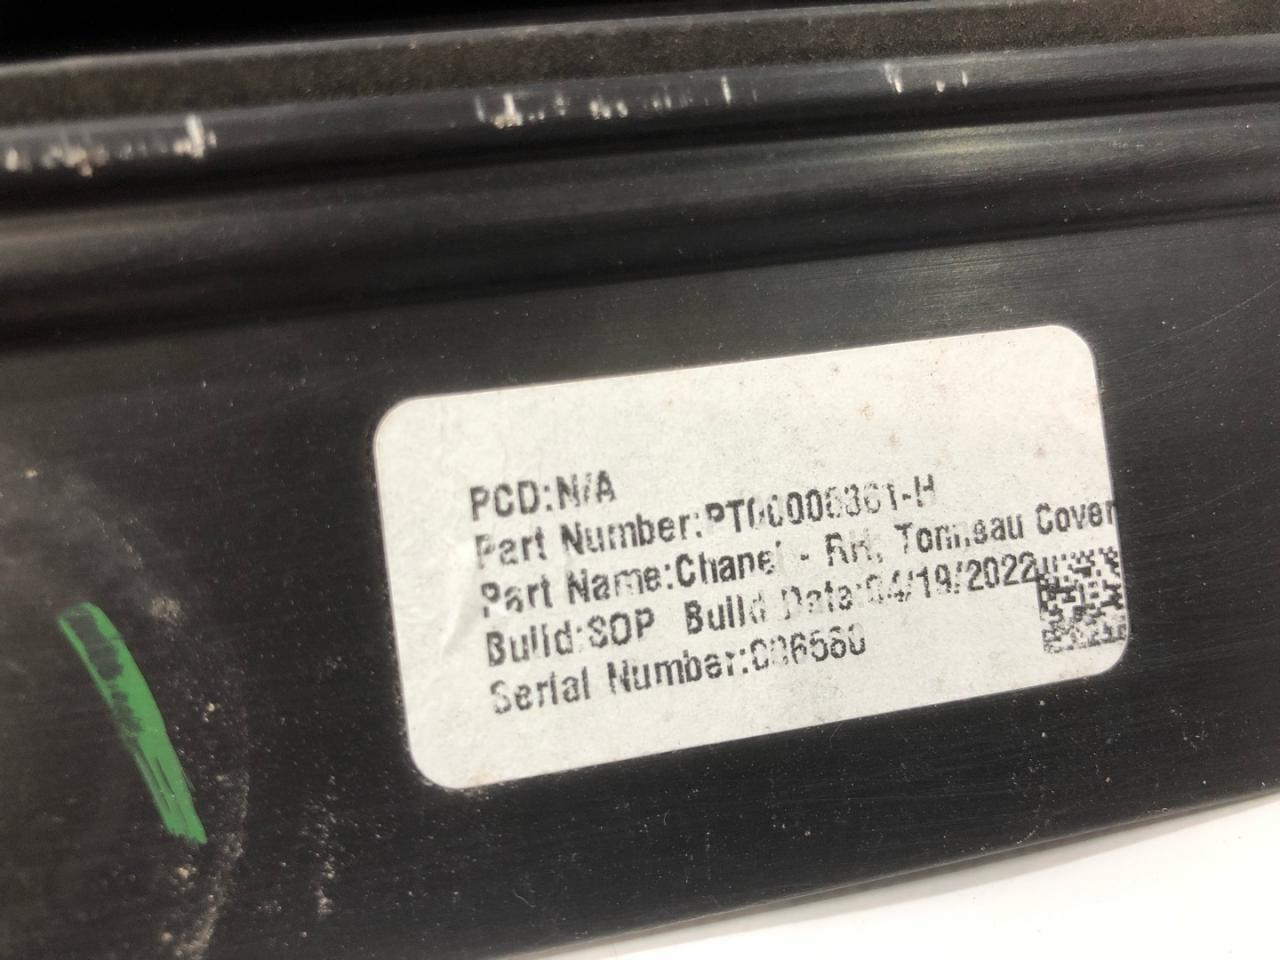 PCD:N/A
Part Number:PT00006361-H
Part Name:Chanel - RH, Tonneau Cover
Build:SOP Build Date:04/19/2022
Serial Number:006560